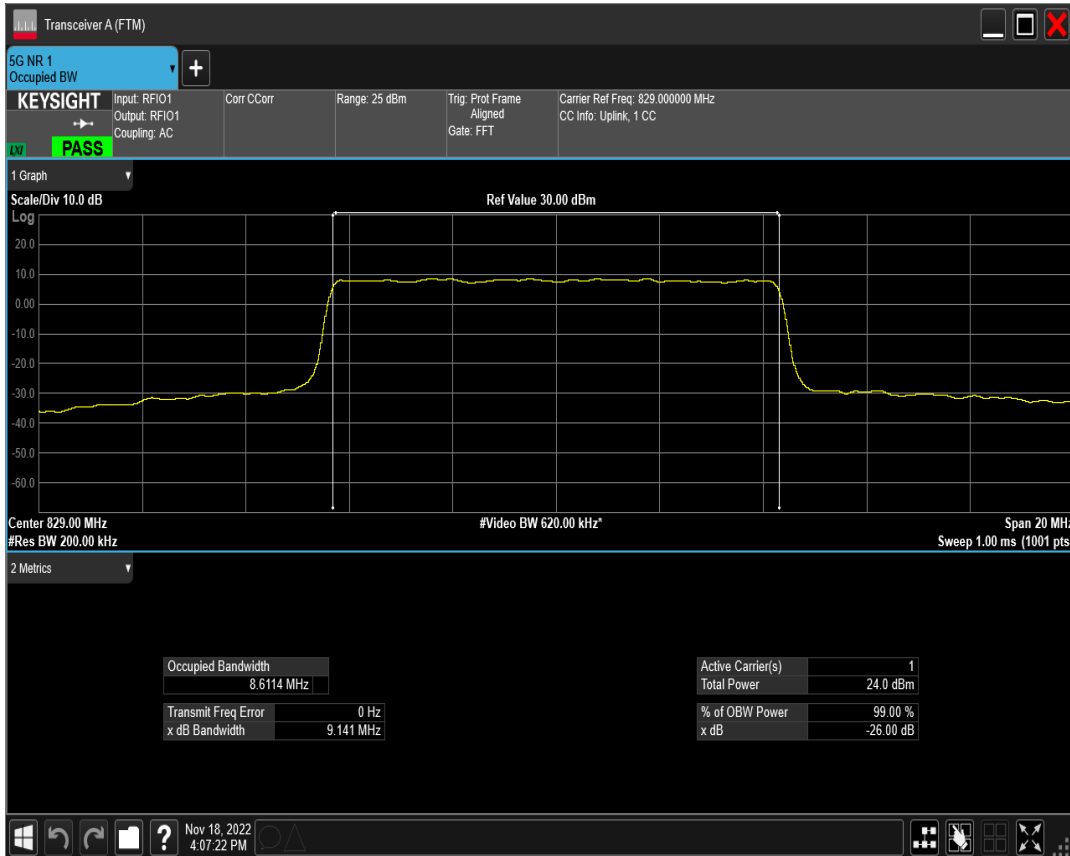 Transceiver A (FTM)
5G NR 1
Occupied BW
+
KEYSIGHT
LXI
PASS
Input: RFIO1
Output: RFIO1
Coupling: AC
Corr CCorr
Range: 25 dBm
Trig: Prot Frame
Aligned
Gate: FFT
Carrier Ref Freq: 829.000000 MHz
CC Info: Uplink, 1 CC
1 Graph
Scale/Div 10.0 dB
Ref Value 30.00 dBm
Log
20.0
10.0
0.00
-10.0
-20.0
-30.0
-40.0
-50.0
-60.0
Center 829.00 MHz
#Video BW 620.00 kHz*
Span 20 MHz
#Res BW 200.00 kHz
Sweep 1.00 ms (1001 pts
2 Metrics
Occupied Bandwidth
8.6114 MHz
Transmit Freq Error 0 Hz
x dB Bandwidth 9.141 MHz
Active Carrier(s) 1
Total Power 24.0 dBm
% of OBW Power 99.00 %
x dB -26.00 dB
?
Nov 18, 2022
4:07:22 PM